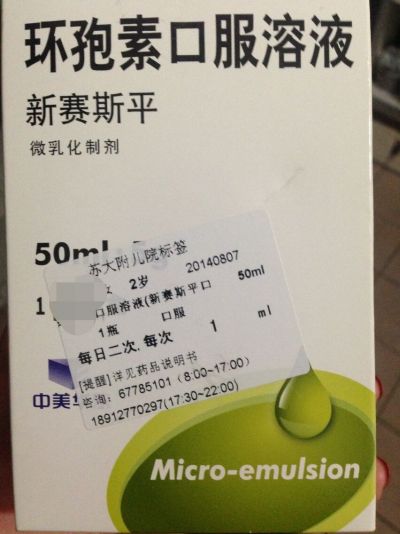 环孢素口服溶液
新赛斯平
微乳化制剂
50ml
苏大附儿院标签
2岁 20140807
口服溶液(新赛斯平口 50ml
1瓶 口服
每日二次,每次 1 ml
[提醒]详见药品说明书
咨询:67785101(8:00~17:00)
18912770297(17:30~22:00)
中美
Micro-emulsion